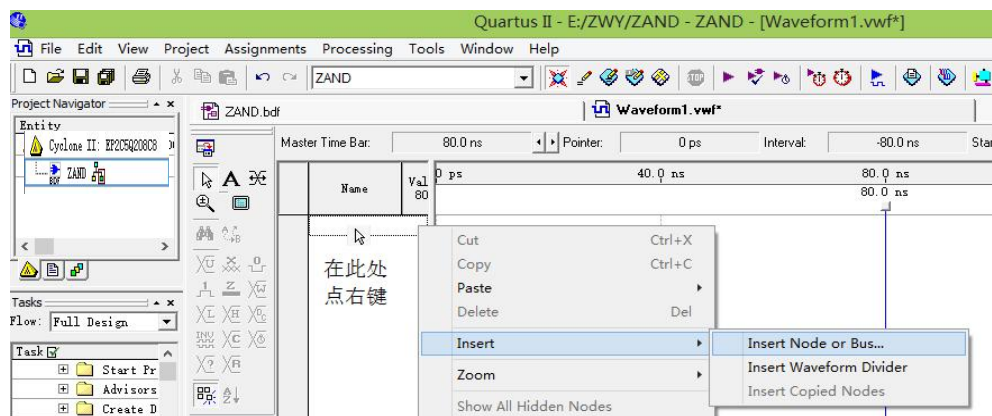 Quartus II - E:/ZWY/ZAND - ZAND - [Waveform1.vwf*]
File Edit View Project Assignments Processing Tools Window Help
ZAND
Project Navigator
ZAND.bdf
Waveform1.vwf*
Entity
Cyclone II: EP2C5Q208C8
ZAND
Master Time Bar: 80.0 ns Pointer: 0 ps Interval: -80.0 ns Star
Name
Val
80
0 ps 40.0 ns 80.0 ns
80.0 ns
在此处
点右键
Cut Ctrl+X
Copy Ctrl+C
Paste
Delete Del
Insert
Zoom
Show All Hidden Nodes
Insert Node or Bus...
Insert Waveform Divider
Insert Copied Nodes
Tasks
Flow: Full Design
Task
Start Pr
Advisors
Create D